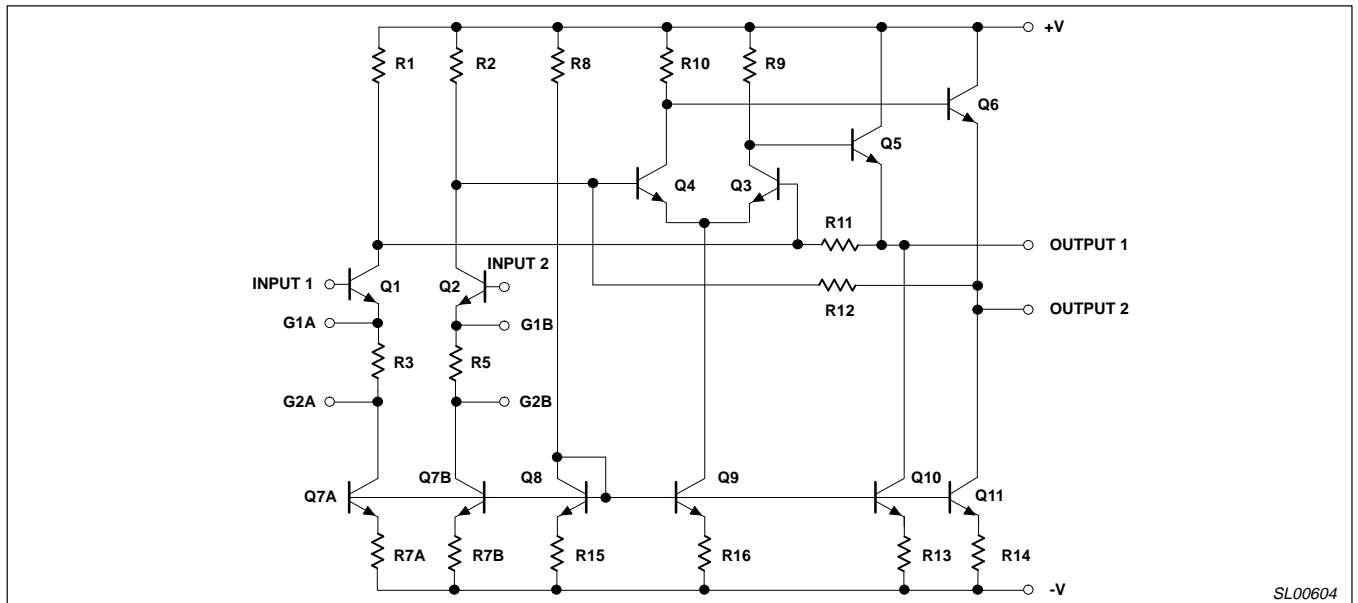 +V
R1
R2
R8
R10
R9
Q6
Q5
Q4
Q3
R11
OUTPUT 1
INPUT 2
INPUT 1
Q1
Q2
R12
OUTPUT 2
G1A
G1B
R3
R5
G2A
G2B
Q7A
Q7B
Q8
Q9
Q10
Q11
R7A
R7B
R15
R16
R13
R14
-V
SL00604